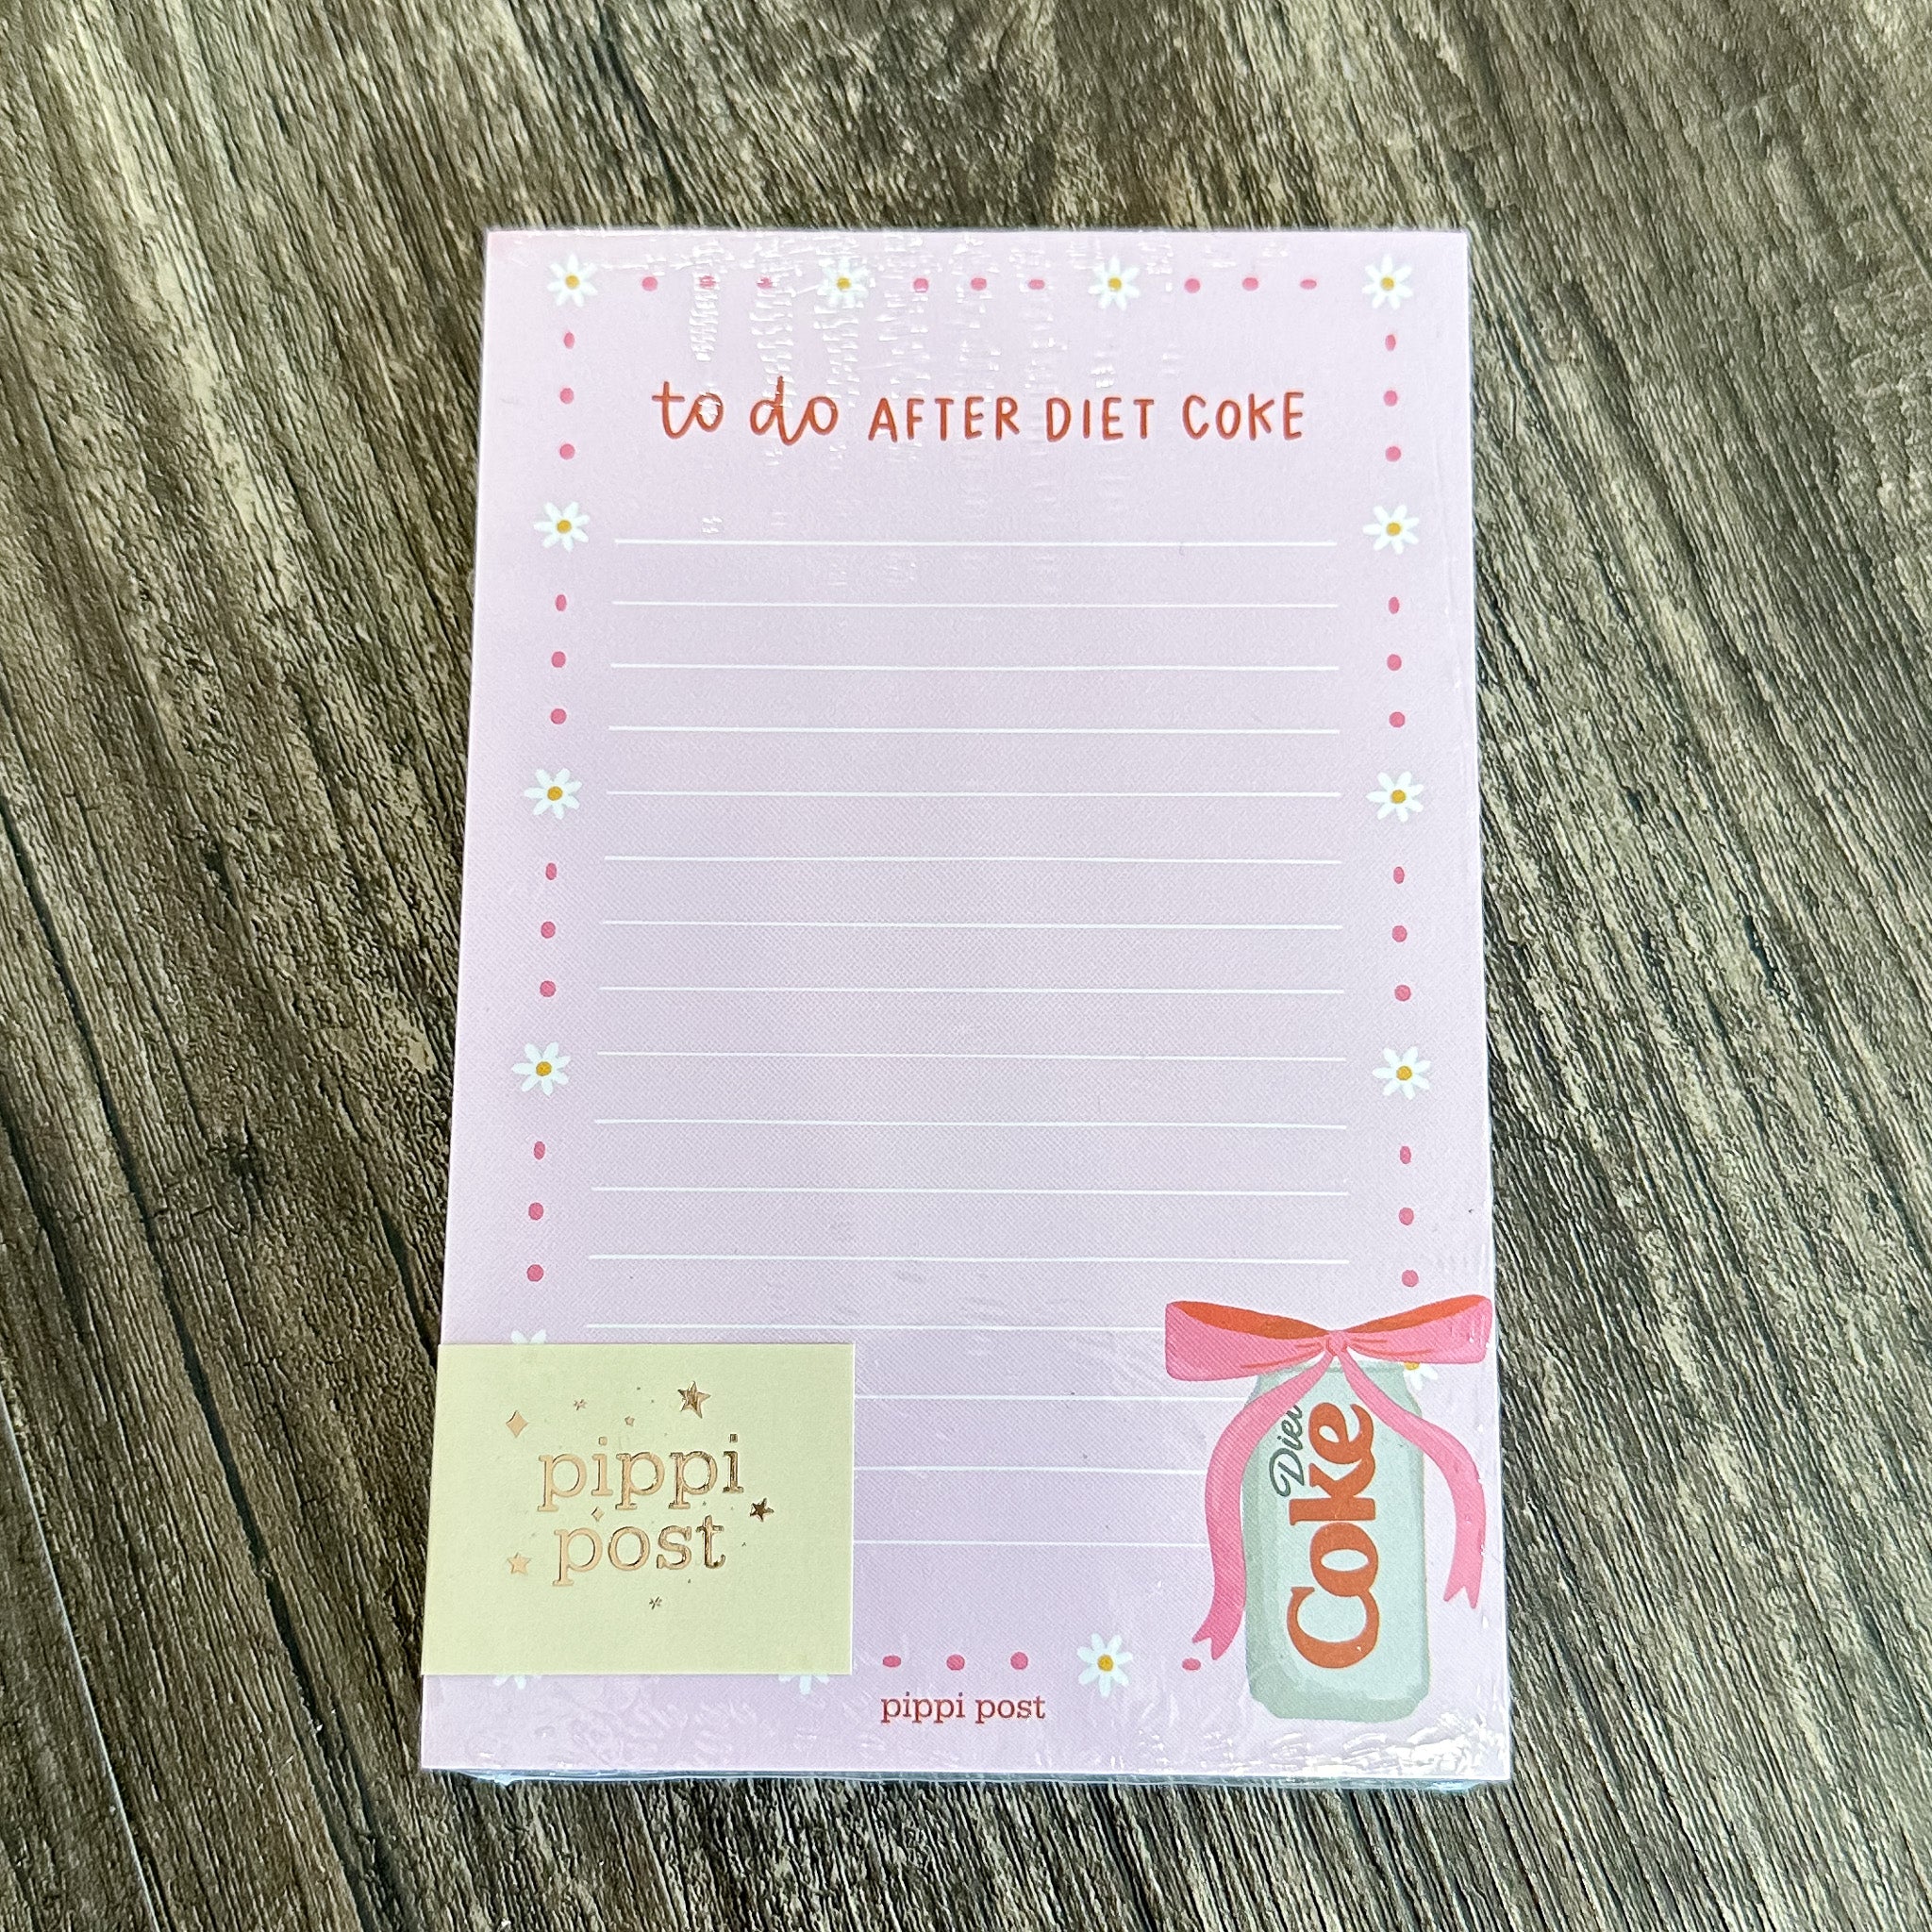 to do AFTER DIET COKE
Diet
Coke
pippi
post
pippi post